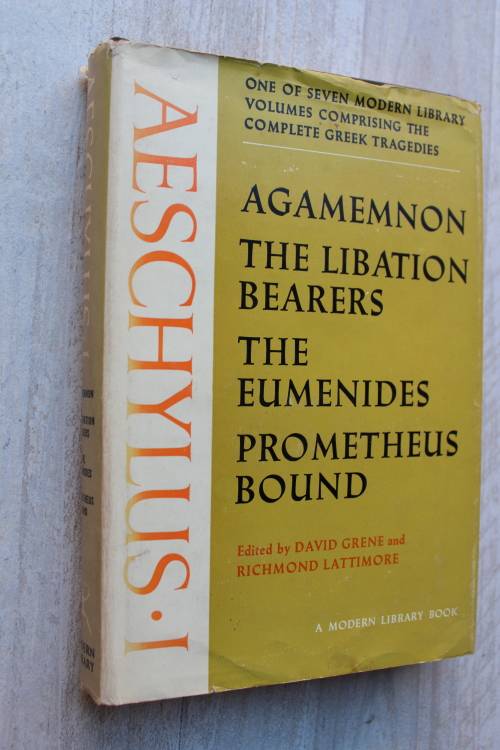 ONE OF SEVEN MODERN LIBRARY
VOLUMES COMPRISING THE
COMPLETE GREEK TRAGEDIES
AESCHYLUS · I
AGAMEMNON
THE LIBATION
BEARERS
THE
EUMENIDES
PROMETHEUS
BOUND
Edited by DAVID GRENE and
RICHMOND LATTIMORE
A MODERN LIBRARY BOOK